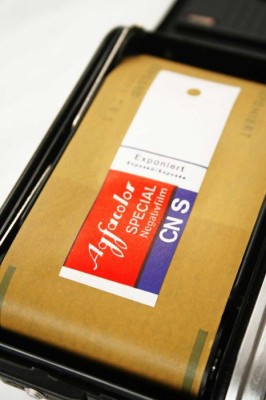 Exponiert
Agfacolor
SPECIAL
Negativfilm
CN S